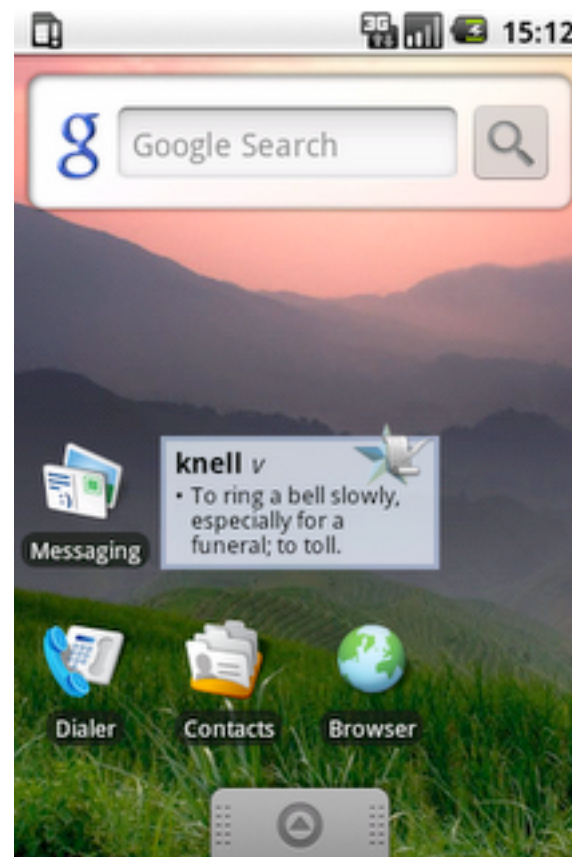 3G 15:12
g Google Search
knell v
• To ring a bell slowly,
especially for a
funeral; to toll.
Messaging
Dialer Contacts Browser